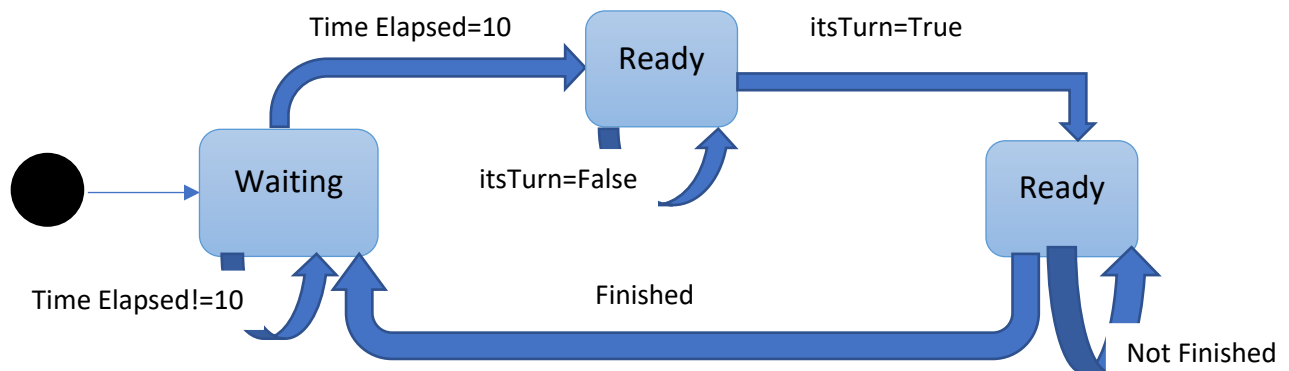 Time Elapsed=10
Ready
itsTurn=True
Waiting
itsTurn=False
Ready
Time Elapsed!=10
Finished
Not Finished